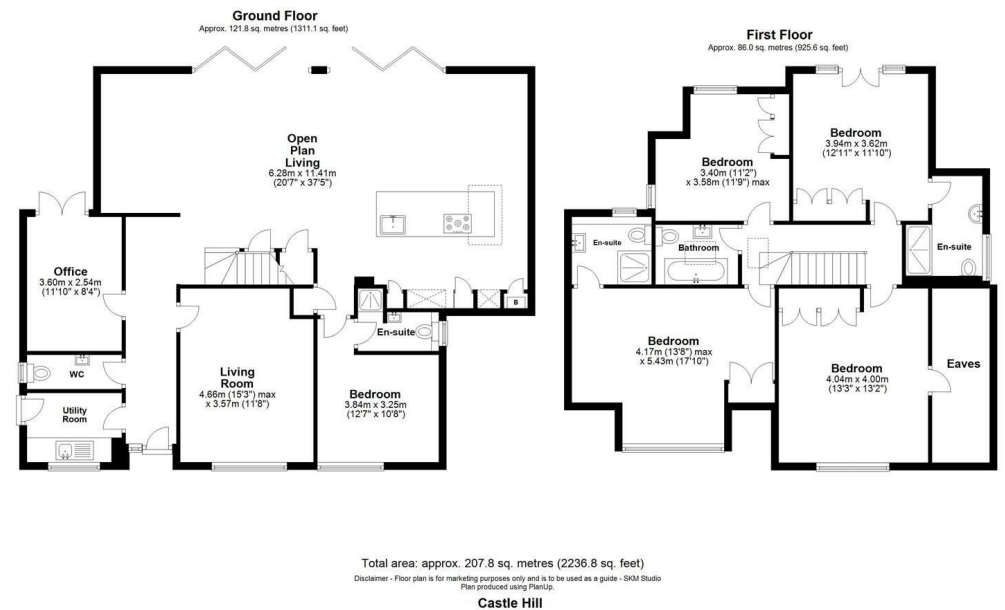 Ground Floor
Approx. 121.8 sq. metres (1311.1 sq. feet)
Open
Plan
Living
6.28m x 11.41m
(20'7" x 37'5")
Office
3.60m x 2.54m
(11'10" x 8'4")
WC
Utility
Room
Living
Room
4.66m (15'3") max
x 3.57m (11'8")
En-suite
Bedroom
3.84m x 3.25m
(12'7" x 10'8")
B
First Floor
Approx. 86.0 sq. metres (925.6 sq. feet)
Bedroom
3.40m (11'2")
x 3.58m (11'9") max
Bedroom
3.94m x 3.62m
(12'11" x 11'10")
En-suite
Bathroom
En-suite
Bedroom
4.17m (13'8") max
x 5.43m (17'10")
Bedroom
4.04m x 4.00m
(13'3" x 13'2")
Eaves
Total area: approx. 207.8 sq. metres (2236.8 sq. feet)
Disclaimer - Floor plan is for marketing purposes only and is to be used as a guide - SKM Studio
Plan produced using PlanUp.
Castle Hill